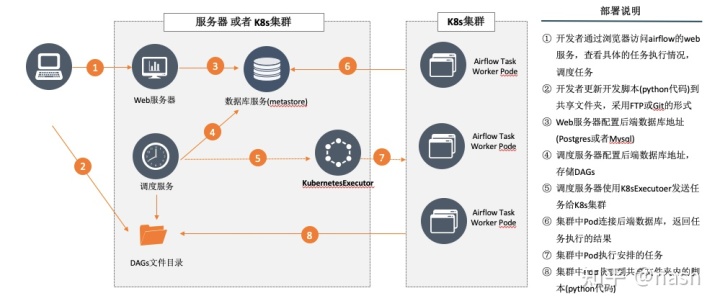 服务器 或者 K8s集群
K8s集群
部署说明
1
3
6
Web服务器
数据库服务(metastore)
Airflow Task
Worker Pode
2
4
5
7
调度服务
KubernetesExecutor
Airflow Task
Worker Pode
8
DAGs文件目录
Airflow Task
Worker Pode
① 开发者通过浏览器访问airflow的web
服务，查看具体的任务执行情况，
调度任务
② 开发者更新开发脚本(python代码)到
共享文件夹，采用FTP或Git的形式
③ Web服务器配置后端数据库地址
(Postgres或者Mysql)
④ 调度服务器配置后端数据库地址，
存储DAGs
⑤ 调度服务器使用K8sExecutoer发送任
务给K8s集群
⑥ 集群中Pod连接后端数据库，返回任
务执行的结果
⑦ 集群中Pod执行安排的任务
⑧ 集群中
的脚
本(python代码)
知乎 @nash